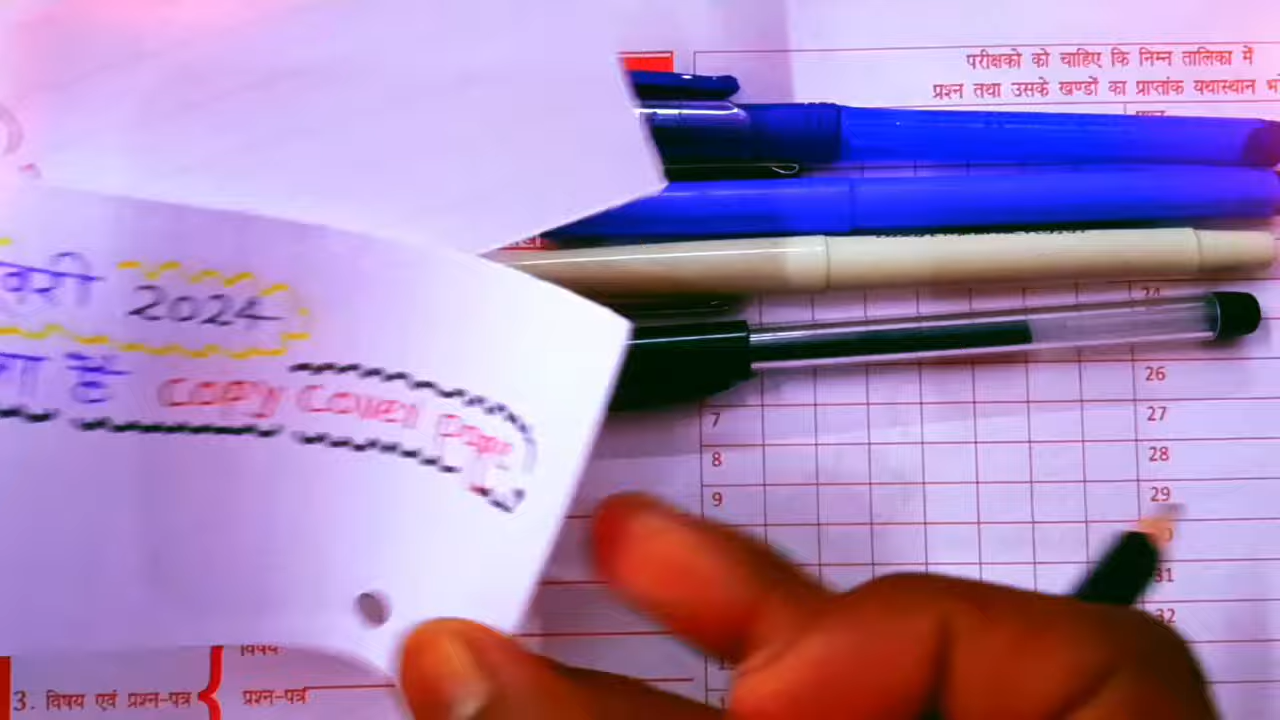 परीक्षको को चाहिए कि निम्न तालिका में
प्रश्न तथा उसके खण्डों का प्राप्तांक यथास्थान
2024
है copy cover page
24
26
7
27
8
28
9
29
31
32
विषय
3. विषय एवं प्रश्न-पत्र
प्रश्न-पत्र